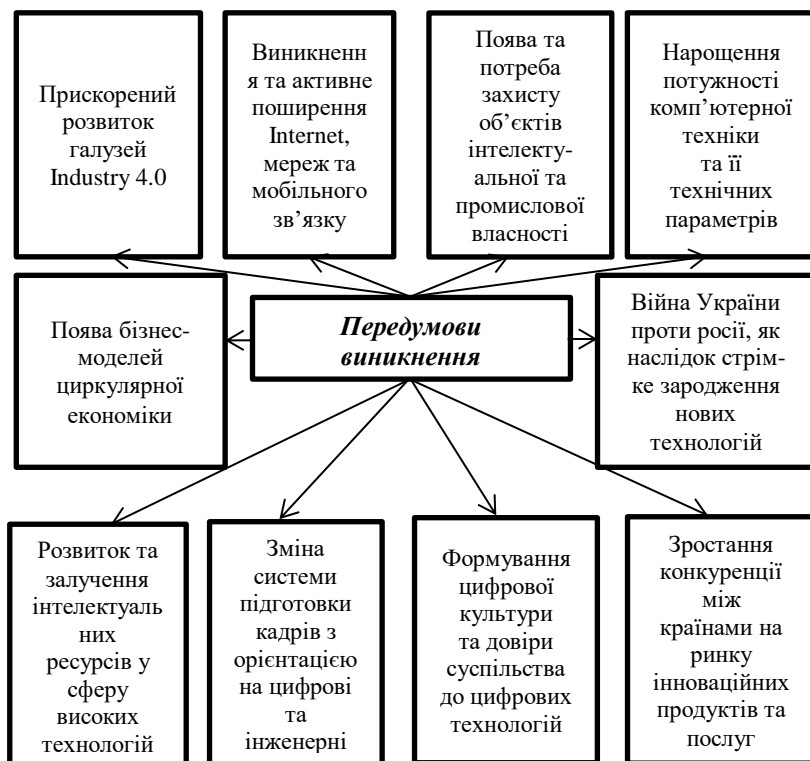 Прискорений
розвиток
галузей
Industry 4.0
Виникненн
я та активне
поширення
Internet,
мереж та
мобільного
зв’язку
Поява та
потреба
захисту
об’єктів
інтелекту-
альної та
промислової
власності
Нарощення
потужності
комп’ютерної
техніки
та її
технічних
параметрів
Поява бізнес-
моделей
циркулярної
економіки
Передумови
виникнення
Війна України
проти росії, як
наслідок стрім-
ке зародження
нових
технологій
Розвиток та
залучення
інтелектуаль
них
ресурсів у
сферу
високих
технологій
Зміна
системи
підготовки
кадрів з
орієнтацією
на цифрові
та
інженерні
Формування
цифрової
культури
та довіри
суспільства
до цифрових
технологій
Зростання
конкуренції
між
країнами на
ринку
інноваційних
продуктів та
послуг